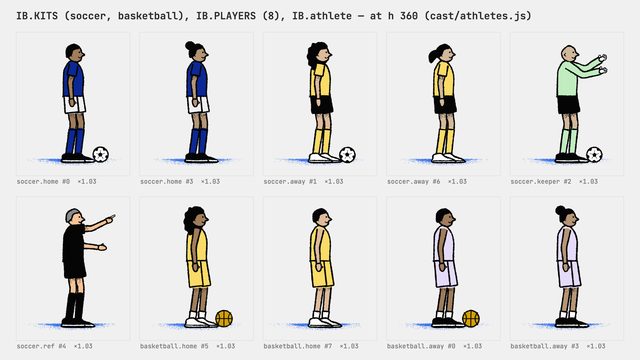 IB.KITS (soccer, basketball), IB.PLAYERS (8), IB.athlete — at h 360 (cast/athletes.js)
soccer.home #0 ×1.03
soccer.home #3 ×1.03
soccer.away #1 ×1.03
soccer.away #6 ×1.03
soccer.keeper #2 ×1.03
soccer.ref #4 ×1.03
basketball.home #5 ×1.03
basketball.home #7 ×1.03
basketball.away #0 ×1.03
basketball.away #3 ×1.03